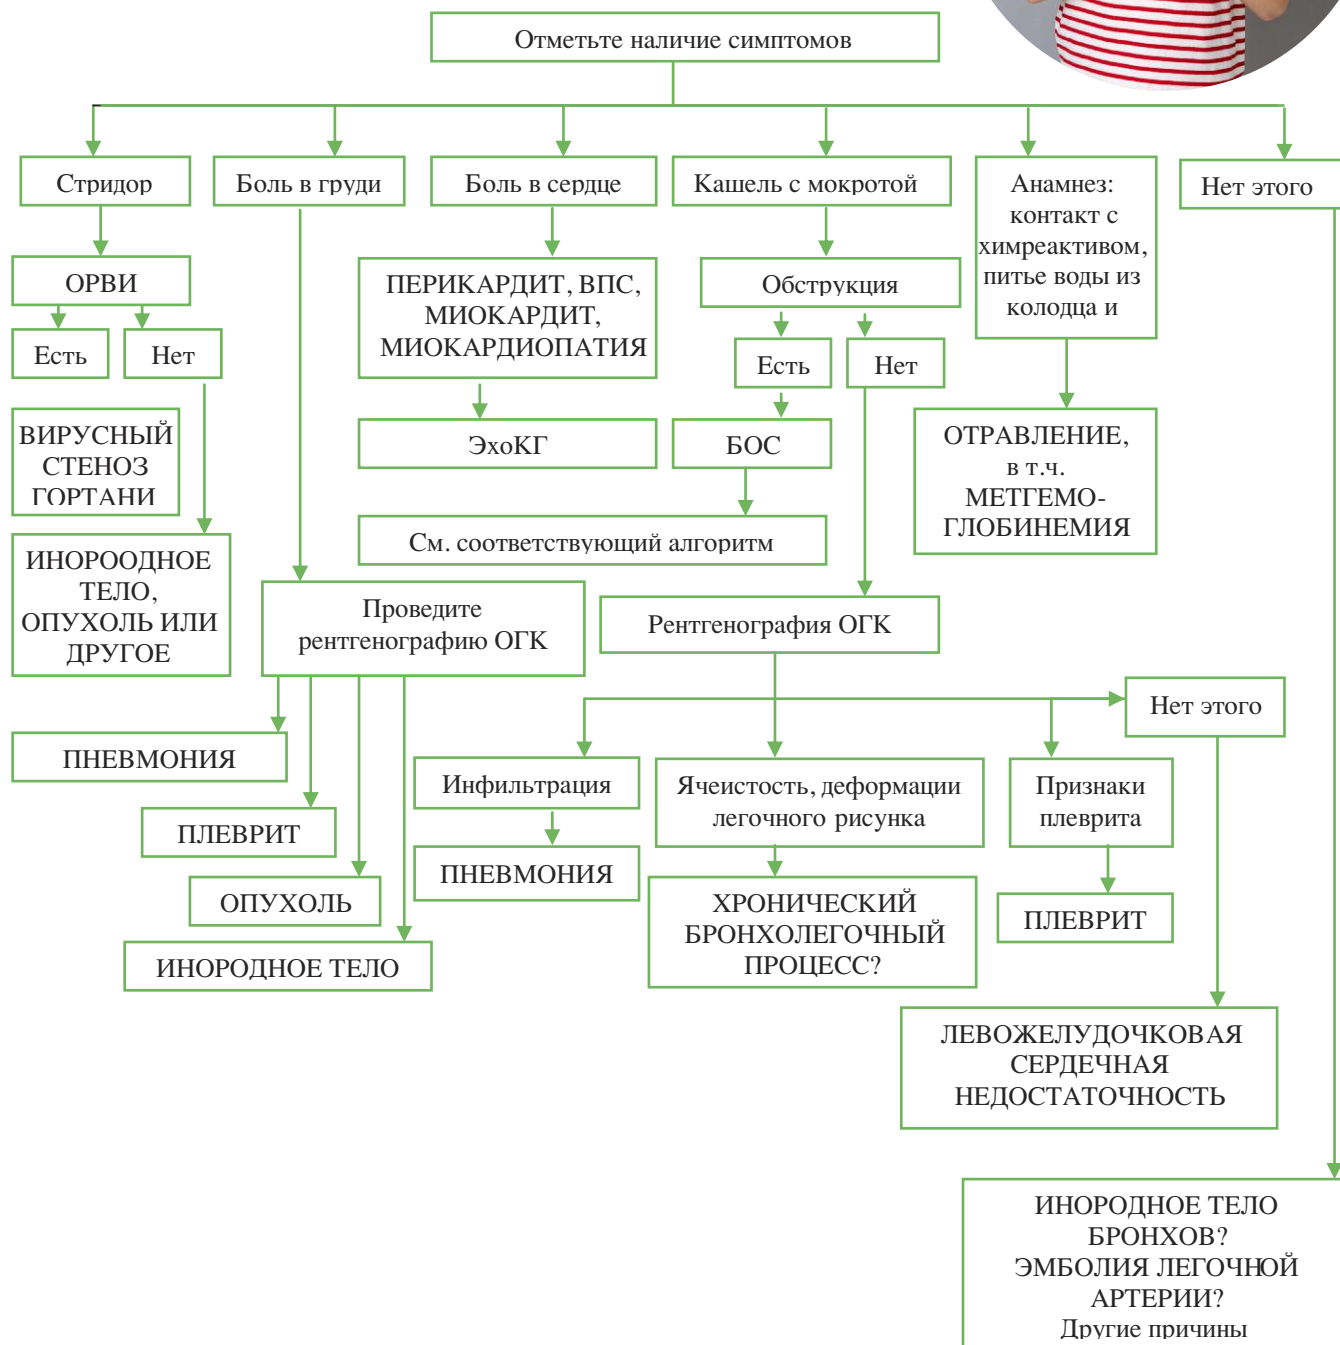 Отметьте наличие симптомов
Стридор
Боль в груди
Боль в сердце
Кашель с мокротой
Анамнез:
контакт с
химреактивом,
питье воды из
колодца и
Нет этого
ОРВИ
Есть
Нет
ВИРУСНЫЙ
СТЕНОЗ
ГОРТАНИ
ИНОРООДНОЕ
ТЕЛО,
ОПУХОЛЬ ИЛИ
ДРУГОЕ
ПЕРИКАРДИТ, ВПС,
МИОКАРДИТ,
МИОКАРДИОПАТИЯ
ЭхоКГ
Обструкция
Есть
Нет
БОС
См. соответствующий алгоритм
ОТРАВЛЕНИЕ,
в т.ч.
МЕТГЕМО-
ГЛОБИНЕМИЯ
Проведите
рентгенографию ОГК
ПНЕВМОНИЯ
ПЛЕВРИТ
ОПУХОЛЬ
ИНОРОДНОЕ ТЕЛО
Рентгенография ОГК
Инфильтрация
ПНЕВМОНИЯ
Ячеистость, деформации
легочного рисунка
ХРОНИЧЕСКИЙ
БРОНХОЛЕГОЧНЫЙ
ПРОЦЕСС?
Признаки
плеврита
ПЛЕВРИТ
Нет этого
ЛЕВОЖЕЛУДОЧКОВАЯ
СЕРДЕЧНАЯ
НЕДОСТАТОЧНОСТЬ
ИНОРОДНОЕ ТЕЛО
БРОНХОВ?
ЭМБОЛИЯ ЛЕГОЧНОЙ
АРТЕРИИ?
Другие причины